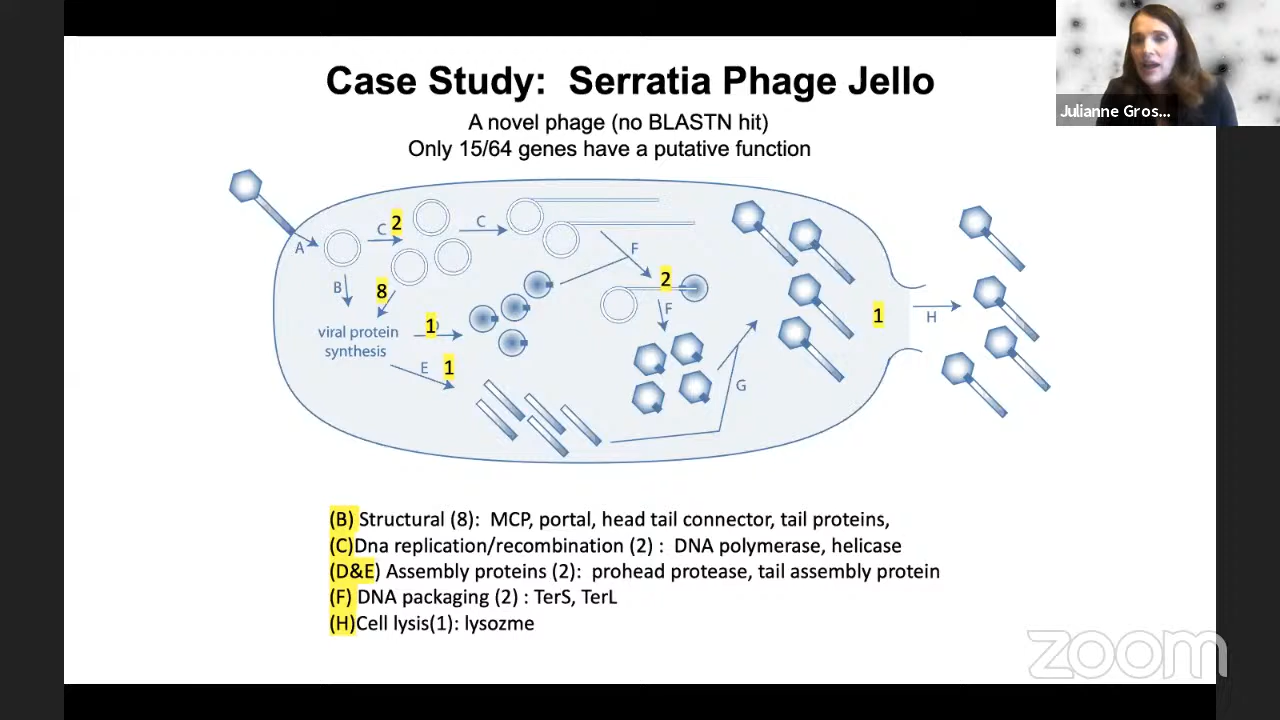 Case Study: Serratia Phage Jello
A novel phage (no BLASTN hit)
Only 15/64 genes have a putative function
Julianne Gros...
A
C
2
C
F
B
8
2
F
viral protein
synthesis
1
E
1
G
1
H
(B) Structural (8): MCP, portal, head tail connector, tail proteins,
(C)Dna replication/recombination (2) : DNA polymerase, helicase
(D&E) Assembly proteins (2): prohead protease, tail assembly protein
(F) DNA packaging (2) : TerS, TerL
(H)Cell lysis(1): lysozme
zoom